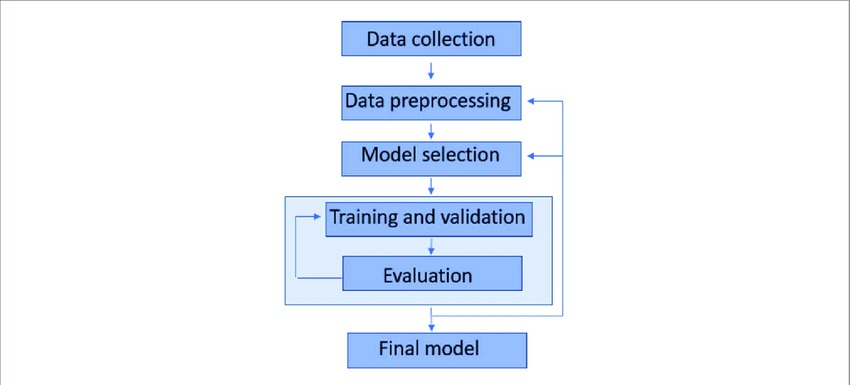 Data collection
Data preprocessing
Model selection
Training and validation
Evaluation
Final model